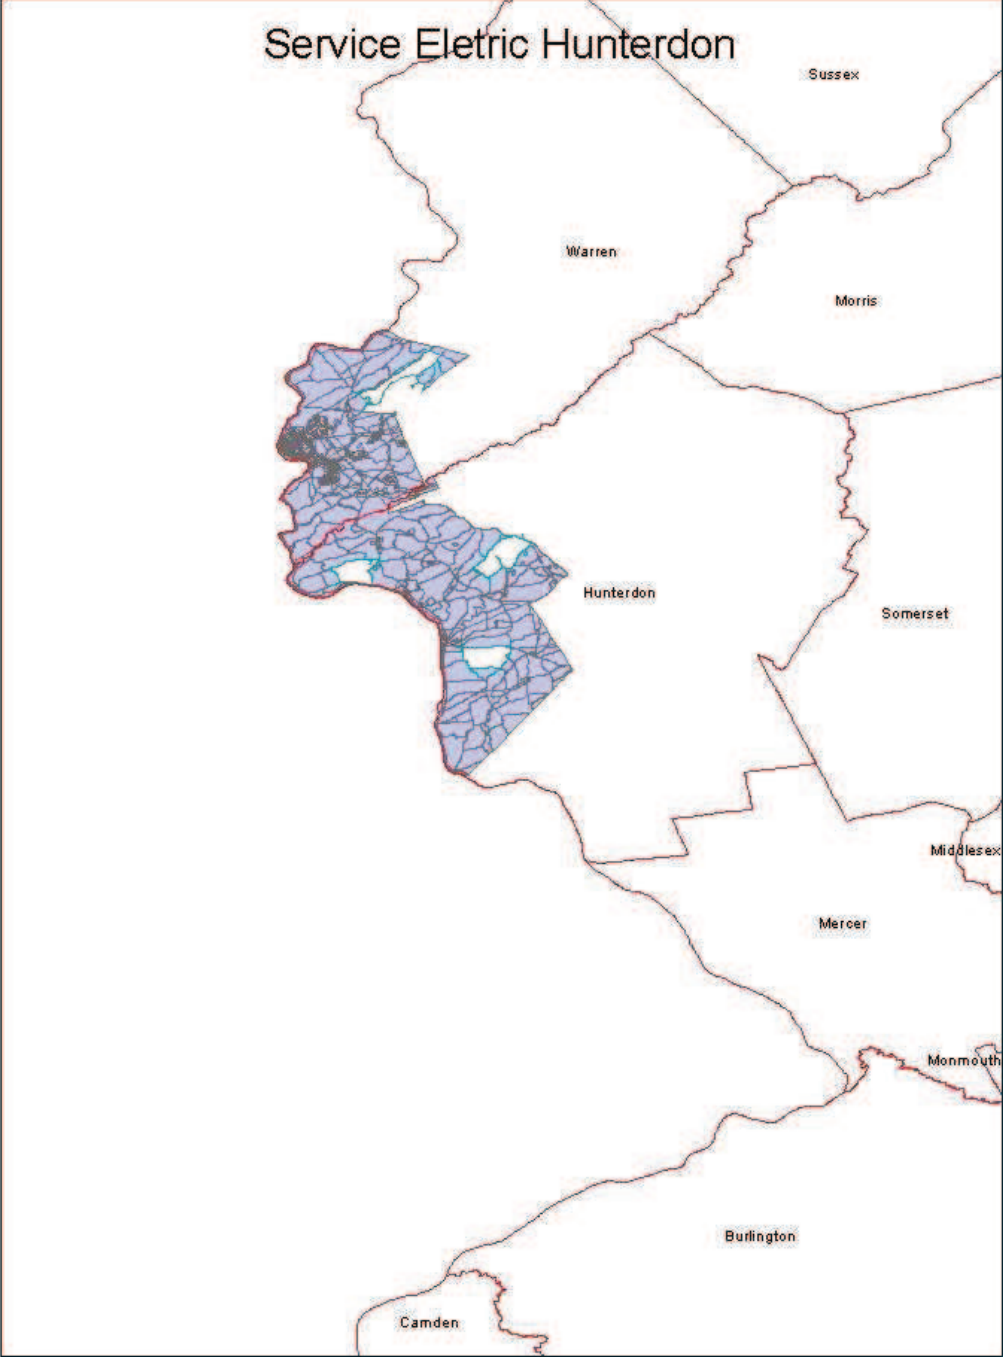 Service Eletric Hunterdon
Sussex
Warren
Morris
Hunterdon
Somerset
Middlesex
Mercer
Monmouth
Burlington
Camden